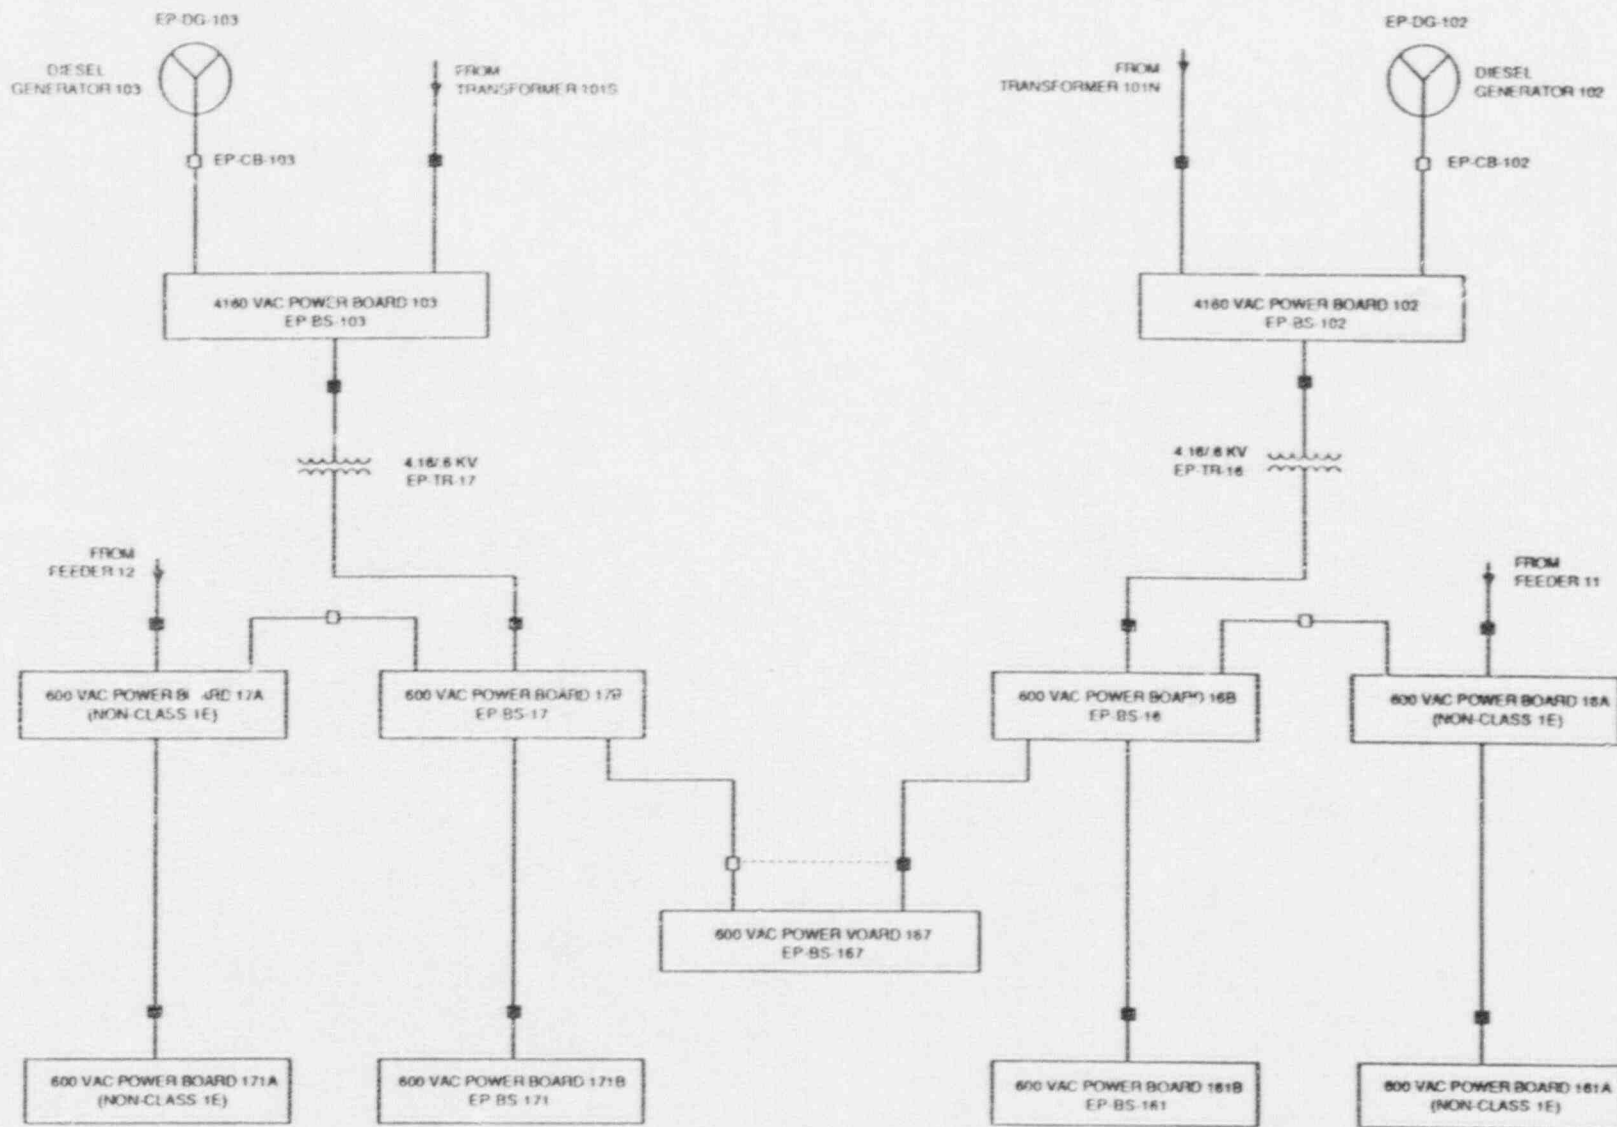 EP-DG-103
DIESEL
GENERATOR 103
FROM
TRANSFORMER 101S
EP-CB-103
4160 VAC POWER BOARD 103
EP-BS-103
4.16/.6 KV
EP-TR-17
EP-DG-102
FROM
TRANSFORMER 101N
DIESEL
GENERATOR 102
EP-CB-102
4160 VAC POWER BOARD 102
EP-BS-102
4.16/.6 KV
EP-TR-16
FROM
FEEDER 12
FROM
FEEDER 11
600 VAC POWER 17A
(NON-CLASS 1E)
600 VAC POWER BOARD 17B
EP-BS-17
600 VAC POWER BOARD 16B
EP-BS-16
600 VAC POWER BOARD 16A
(NON-CLASS 1E)
600 VAC POWER VOARD 167
EP-BS-167
600 VAC POWER BOARD 171A
(NON-CLASS 1E)
600 VAC POWER BOARD 171B
EP BS 171
600 VAC POWER BOARD 161B
EP-BS-161
600 VAC POWER BOARD 161A
(NON-CLASS 1E)